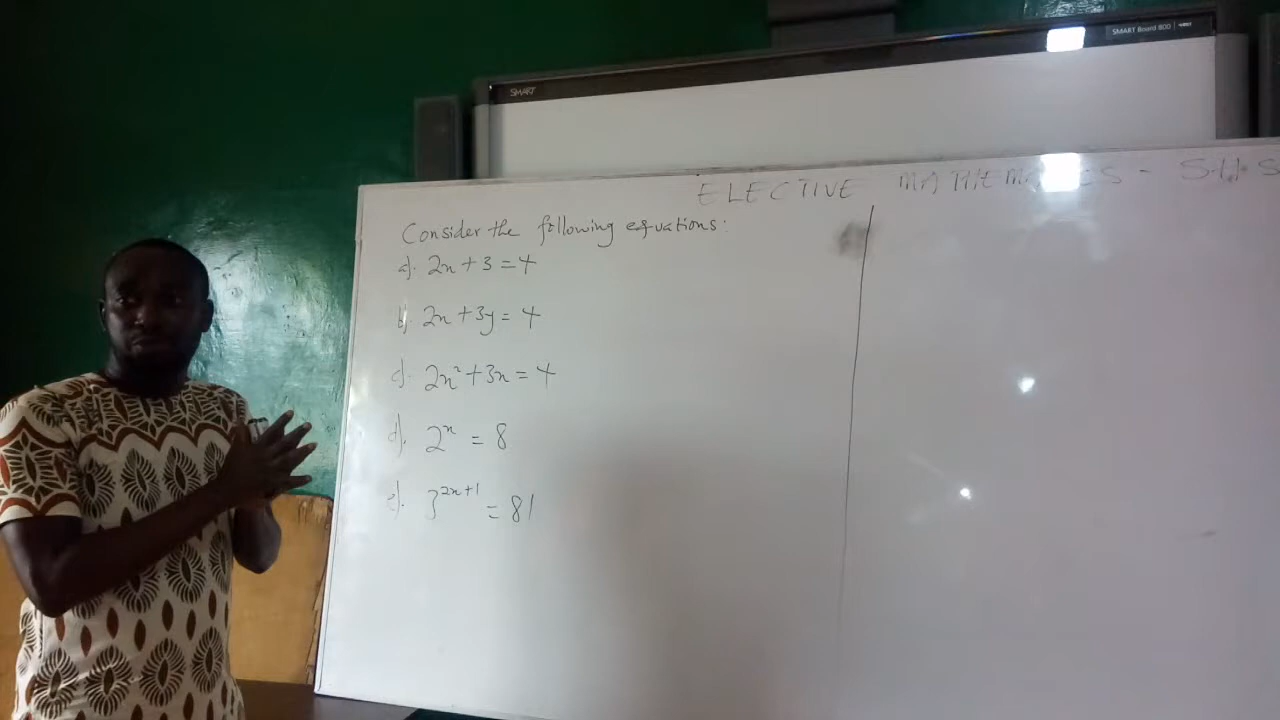 SMART Board 800
SMART
ELECTIVE MATHEMATICS - S.H.S
Consider the following equations:
a). 2x + 3 = 4
b). 2x + 3y = 4
c). 2x² + 3x = 4
d). 2ˣ = 8
e). 3²ˣ⁺¹ = 81